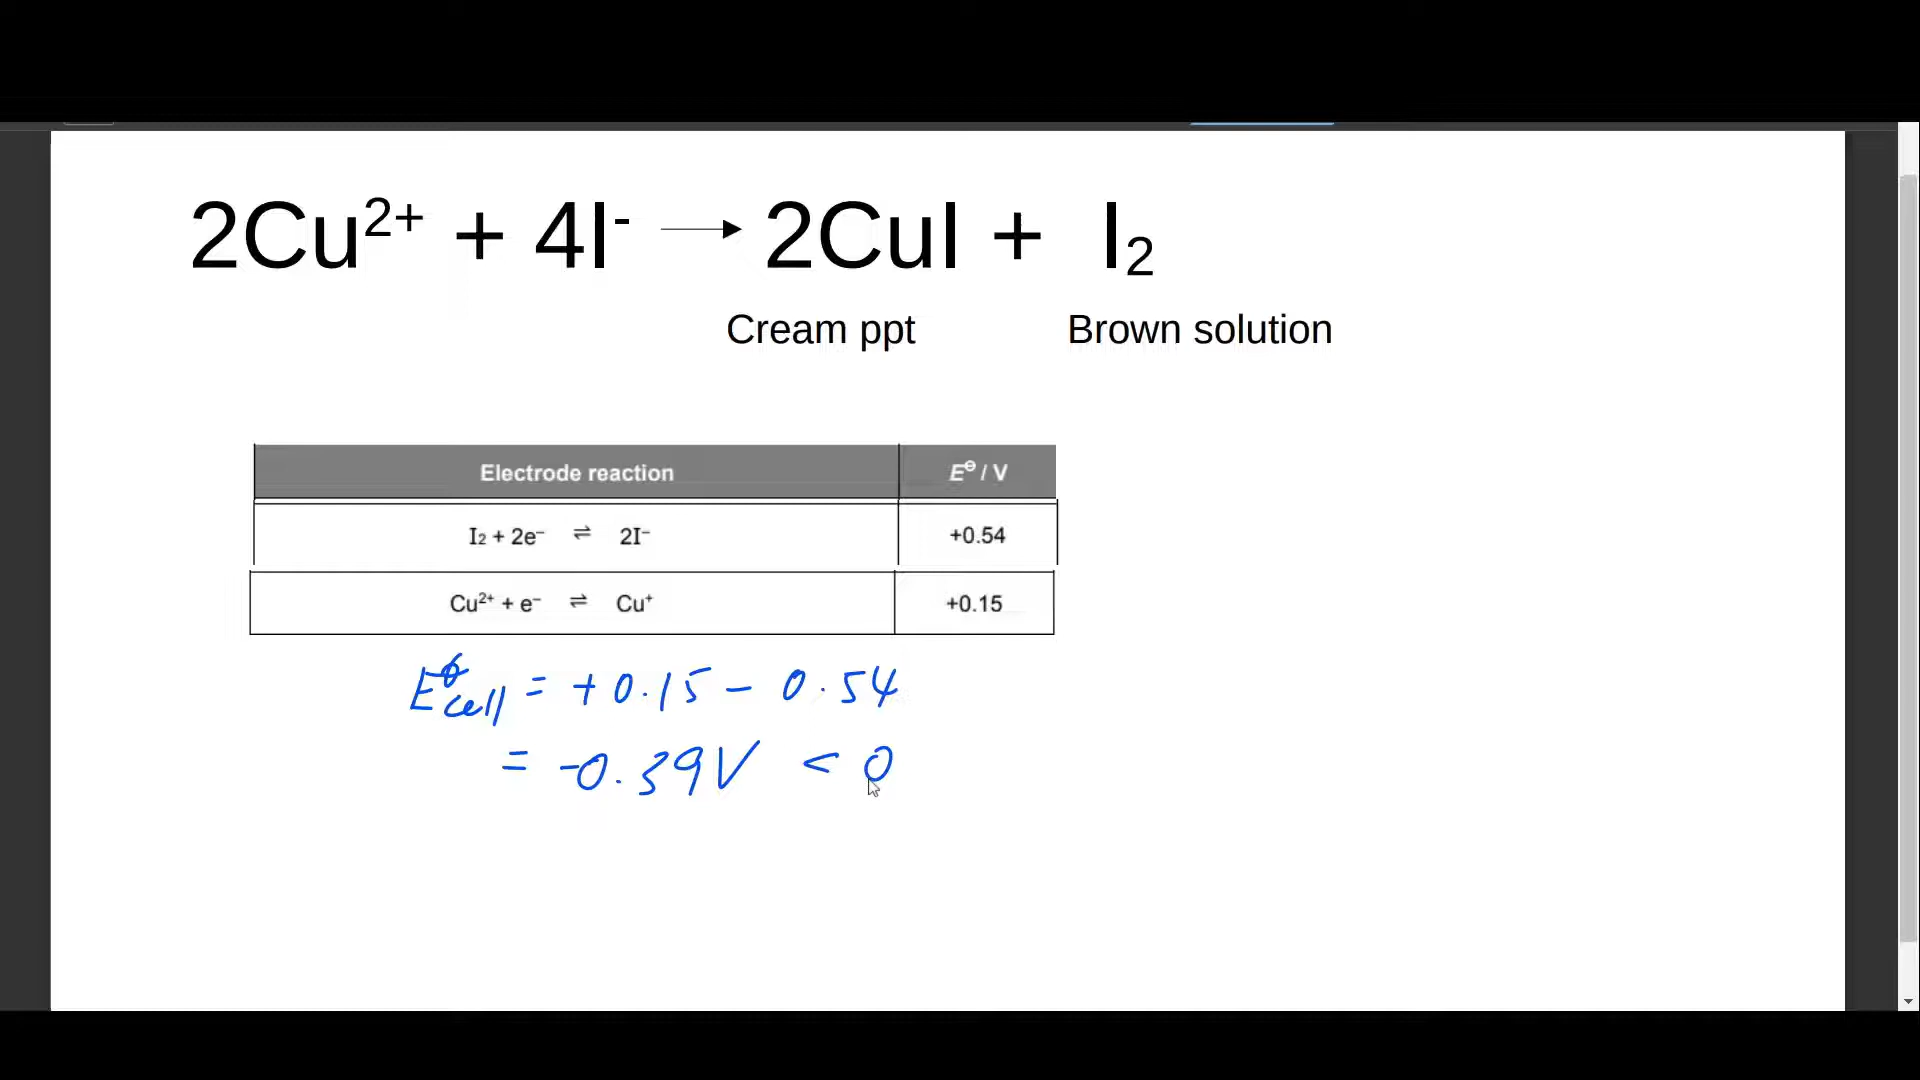 2Cu²⁺ + 4I⁻ → 2CuI + I₂
Cream ppt Brown solution
Electrode reaction E⦵ / V
I₂ + 2e⁻ ⇌ 2I⁻ +0.54
Cu²⁺ + e⁻ ⇌ Cu⁺ +0.15
E⦵cell = +0.15 - 0.54
= -0.39V < 0